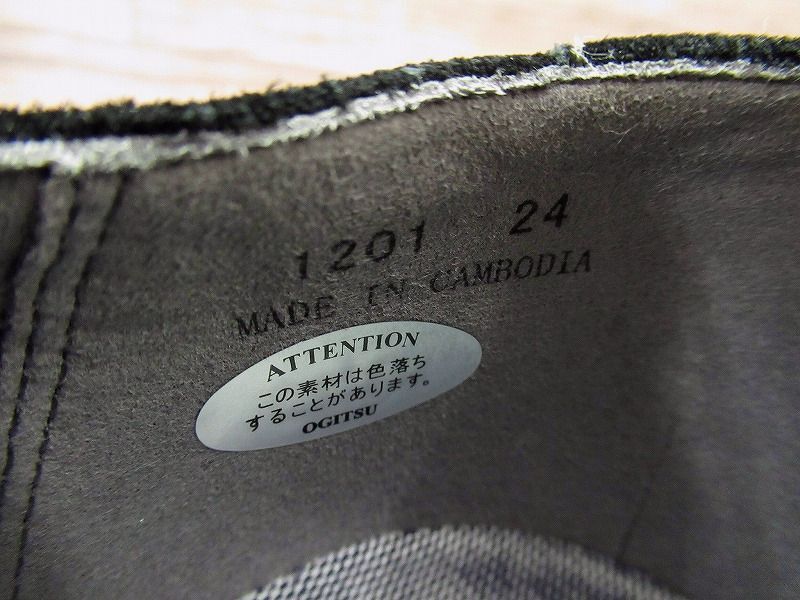 1201 24
MADE IN CAMBODIA
ATTENTION
この素材は色落ち
することがあります。
OGITSU